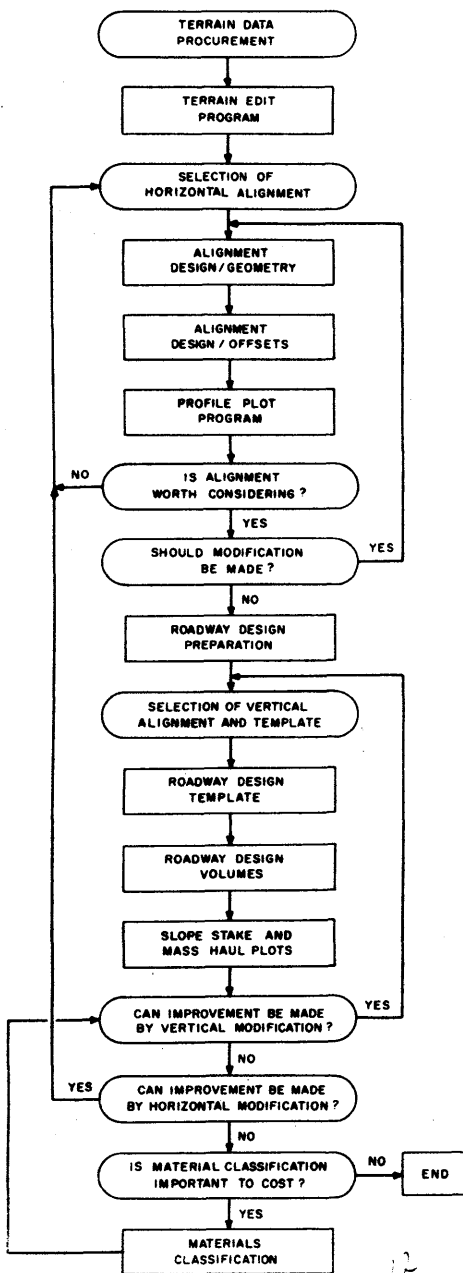 TERRAIN DATA
PROCUREMENT
TERRAIN EDIT
PROGRAM
SELECTION OF
HORIZONTAL ALIGNMENT
ALIGNMENT
DESIGN/GEOMETRY
ALIGNMENT
DESIGN/OFFSETS
PROFILE PLOT
PROGRAM
NO
IS ALIGNMENT
WORTH CONSIDERING?
YES
SHOULD MODIFICATION
BE MADE?
YES
NO
ROADWAY DESIGN
PREPARATION
SELECTION OF VERTICAL
ALIGNMENT AND TEMPLATE
ROADWAY DESIGN
TEMPLATE
ROADWAY DESIGN
VOLUMES
SLOPE STAKE AND
MASS HAUL PLOTS
CAN IMPROVEMENT BE MADE
BY VERTICAL MODIFICATION?
YES
NO
YES
CAN IMPROVEMENT BE MADE
BY HORIZONTAL MODIFICATION?
NO
IS MATERIAL CLASSIFICATION
IMPORTANT TO COST?
NO
END
YES
MATERIALS
CLASSIFICATION
12